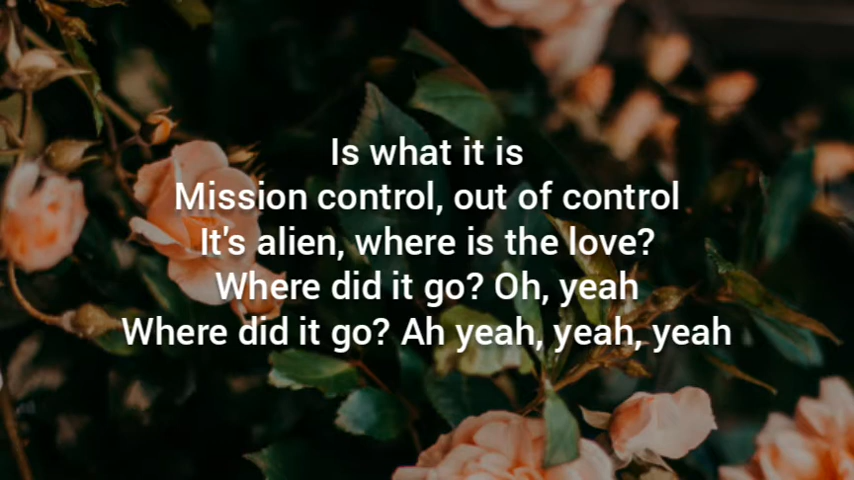 Is what it is
Mission control, out of control
It's alien, where is the love?
Where did it go? Oh, yeah
Where did it go? Ah yeah, yeah, yeah